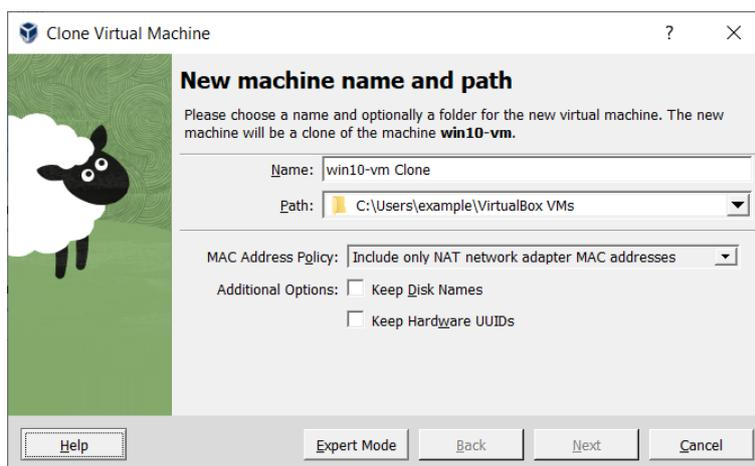 Clone Virtual Machine
New machine name and path
Please choose a name and optionally a folder for the new virtual machine. The new
machine will be a clone of the machine win10-vm.
Name: win10-vm Clone
Path: C:\Users\example\VirtualBox VMs
MAC Address Policy: Include only NAT network adapter MAC addresses
Additional Options: Keep Disk Names
Keep Hardware UUIDs
Help Expert Mode Back Next Cancel